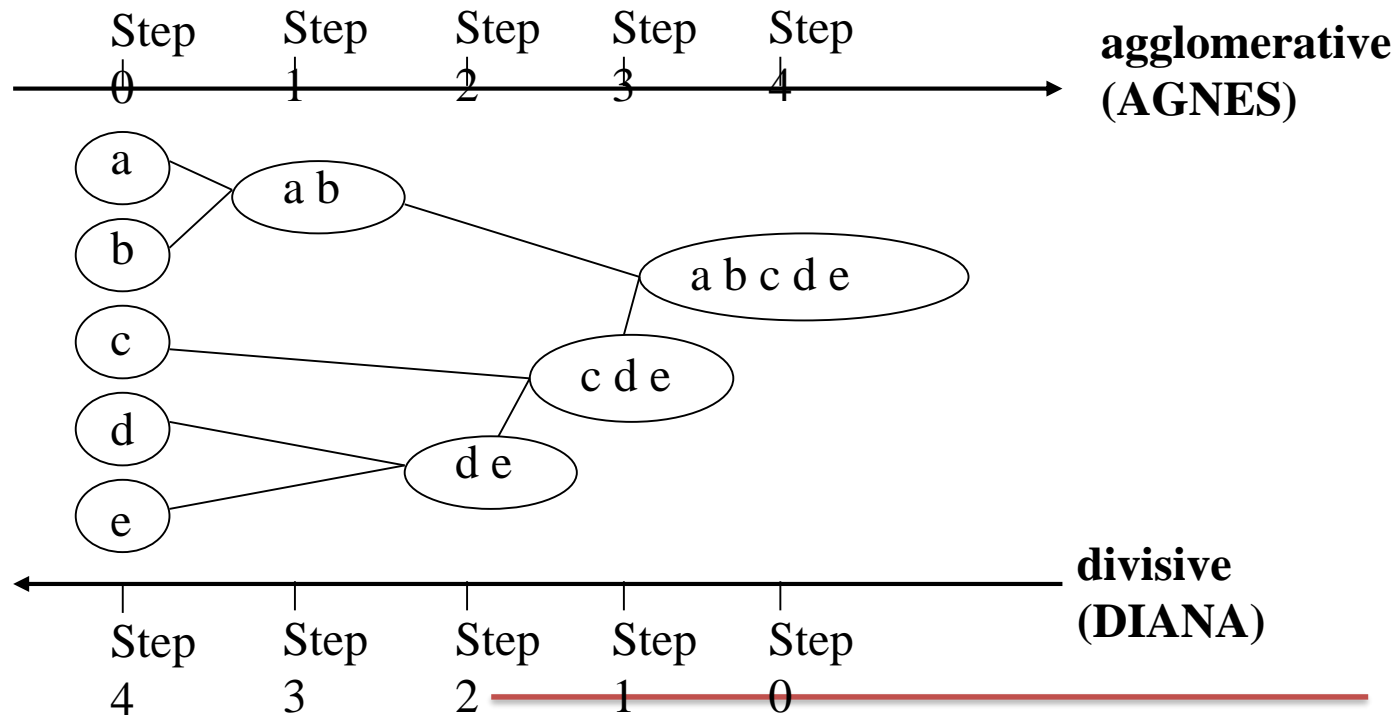 Step Step Step Step Step
0 1 2 3 4
agglomerative
(AGNES)
a
a b
b
a b c d e
c
c d e
d
d e
e
divisive
(DIANA)
Step Step Step Step Step
4 3 2 1 0